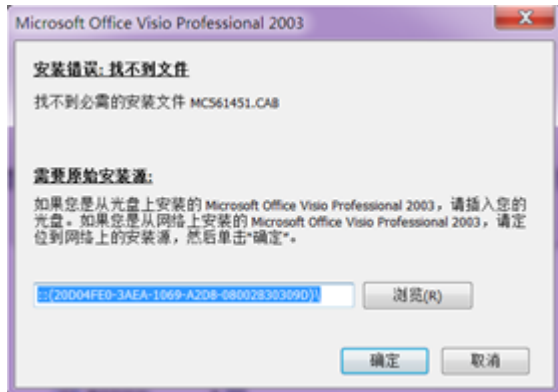 Microsoft Office Visio Professional 2003
安装错误: 找不到文件
找不到必需的安装文件 MC561451.CAB
需要原始安装源:
如果您是从光盘上安装的 Microsoft Office Visio Professional 2003，请插入您的
光盘。如果您是从网络上安装的 Microsoft Office Visio Professional 2003，请定
位到网络上的安装源，然后单击“确定”。
::{20D04FE0-3AEA-1069-A2D8-08002B30309D}\
浏览(R)
确定
取消